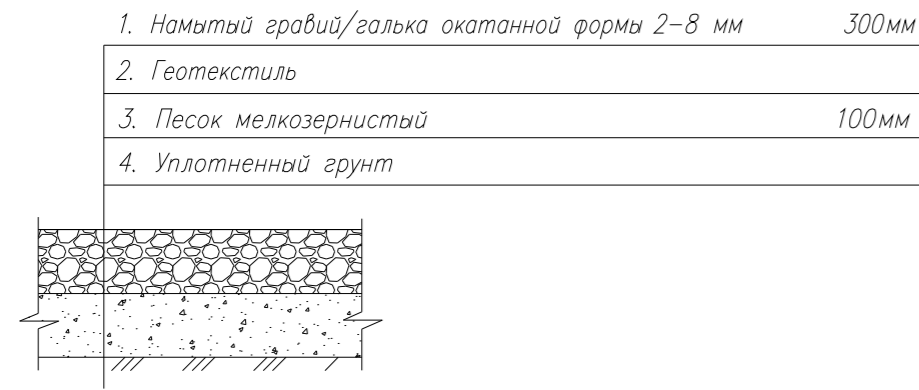 1. Намытый гравий/галька окатанной формы 2-8 мм 300мм
2. Геотекстиль
3. Песок мелкозернистый 100мм
4. Уплотненный грунт